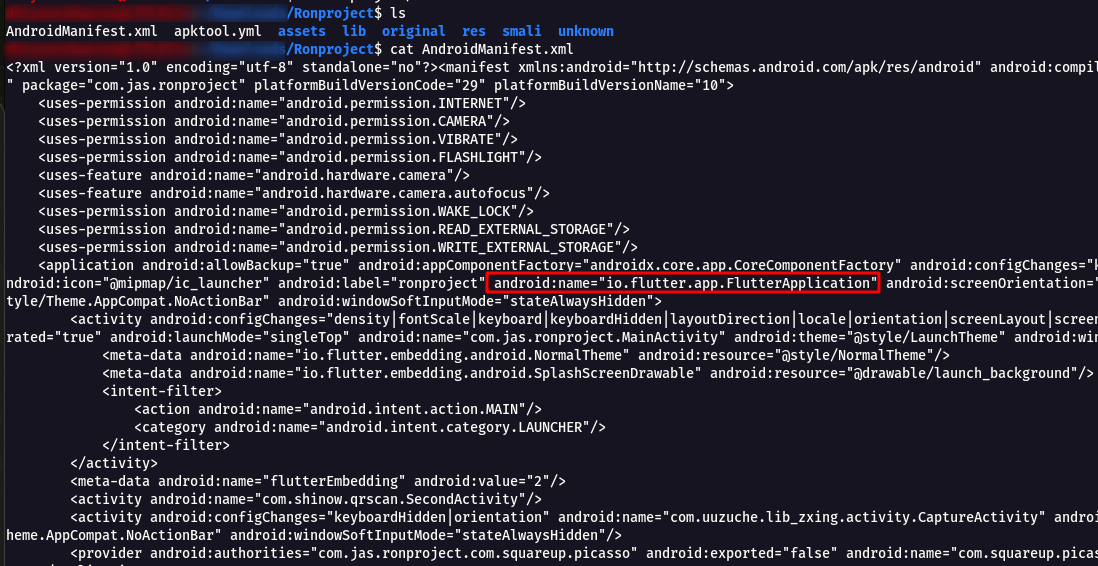 /Ronproject$ ls
AndroidManifest.xml apktool.yml assets lib original res smali unknown
/Ronproject$ cat AndroidManifest.xml
<?xml version="1.0" encoding="utf-8" standalone="no"?><manifest xmlns:android="http://schemas.android.com/apk/res/android" android:compil
" package="com.jas.ronproject" platformBuildVersionCode="29" platformBuildVersionName="10">
<uses-permission android:name="android.permission.INTERNET"/>
<uses-permission android:name="android.permission.CAMERA"/>
<uses-permission android:name="android.permission.VIBRATE"/>
<uses-permission android:name="android.permission.FLASHLIGHT"/>
<uses-feature android:name="android.hardware.camera"/>
<uses-feature android:name="android.hardware.camera.autofocus"/>
<uses-permission android:name="android.permission.WAKE_LOCK"/>
<uses-permission android:name="android.permission.READ_EXTERNAL_STORAGE"/>
<uses-permission android:name="android.permission.WRITE_EXTERNAL_STORAGE"/>
<application android:allowBackup="true" android:appComponentFactory="androidx.core.app.CoreComponentFactory" android:configChanges="k
ndroid:icon="@mipmap/ic_launcher" android:label="ronproject" android:name="io.flutter.app.FlutterApplication" android:screenOrientation="
tyle/Theme.AppCompat.NoActionBar" android:windowSoftInputMode="stateAlwaysHidden">
<activity android:configChanges="density|fontScale|keyboard|keyboardHidden|layoutDirection|locale|orientation|screenLayout|screen
rated="true" android:launchMode="singleTop" android:name="com.jas.ronproject.MainActivity" android:theme="@style/LaunchTheme" android:win
<meta-data android:name="io.flutter.embedding.android.NormalTheme" android:resource="@style/NormalTheme"/>
<meta-data android:name="io.flutter.embedding.android.SplashScreenDrawable" android:resource="@drawable/launch_background"/>
<intent-filter>
<action android:name="android.intent.action.MAIN"/>
<category android:name="android.intent.category.LAUNCHER"/>
</intent-filter>
</activity>
<meta-data android:name="flutterEmbedding" android:value="2"/>
<activity android:name="com.shinow.qrscan.SecondActivity"/>
<activity android:configChanges="keyboardHidden|orientation" android:name="com.uuzuche.lib_zxing.activity.CaptureActivity" androi
heme.AppCompat.NoActionBar" android:windowSoftInputMode="stateAlwaysHidden"/>
<provider android:authorities="com.jas.ronproject.com.squareup.picasso" android:exported="false" android:name="com.squareup.picas